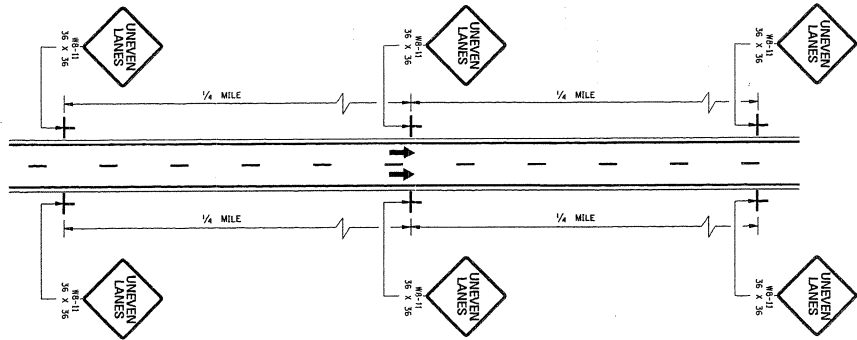 UNEVEN
LANES
W8-11
36 X 36
UNEVEN
LANES
W8-11
36 X 36
UNEVEN
LANES
W8-11
36 X 36
1/4 MILE
1/4 MILE
1/4 MILE
1/4 MILE
UNEVEN
LANES
W8-11
36 X 36
UNEVEN
LANES
W8-11
36 X 36
UNEVEN
LANES
W8-11
36 X 36